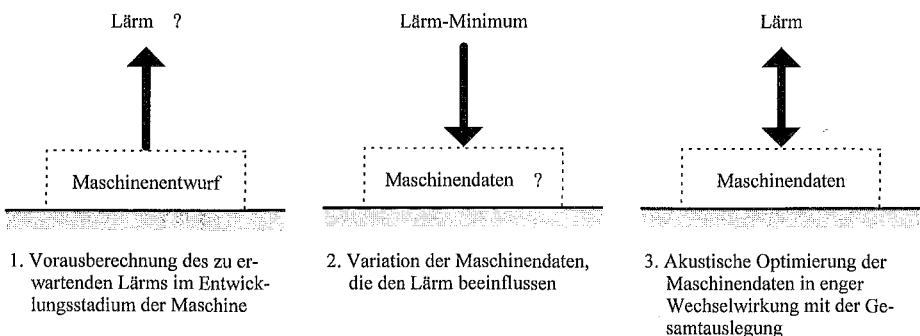 Lärm ?
Maschinenentwurf
1. Vorausberechnung des zu er-
wartenden Lärms im Entwick-
lungsstadium der Maschine
Lärm-Minimum
Maschinendaten ?
2. Variation der Maschinendaten,
die den Lärm beeinflussen
Lärm
Maschinendaten
3. Akustische Optimierung der
Maschinendaten in enger
Wechselwirkung mit der Ge-
samtauslegung